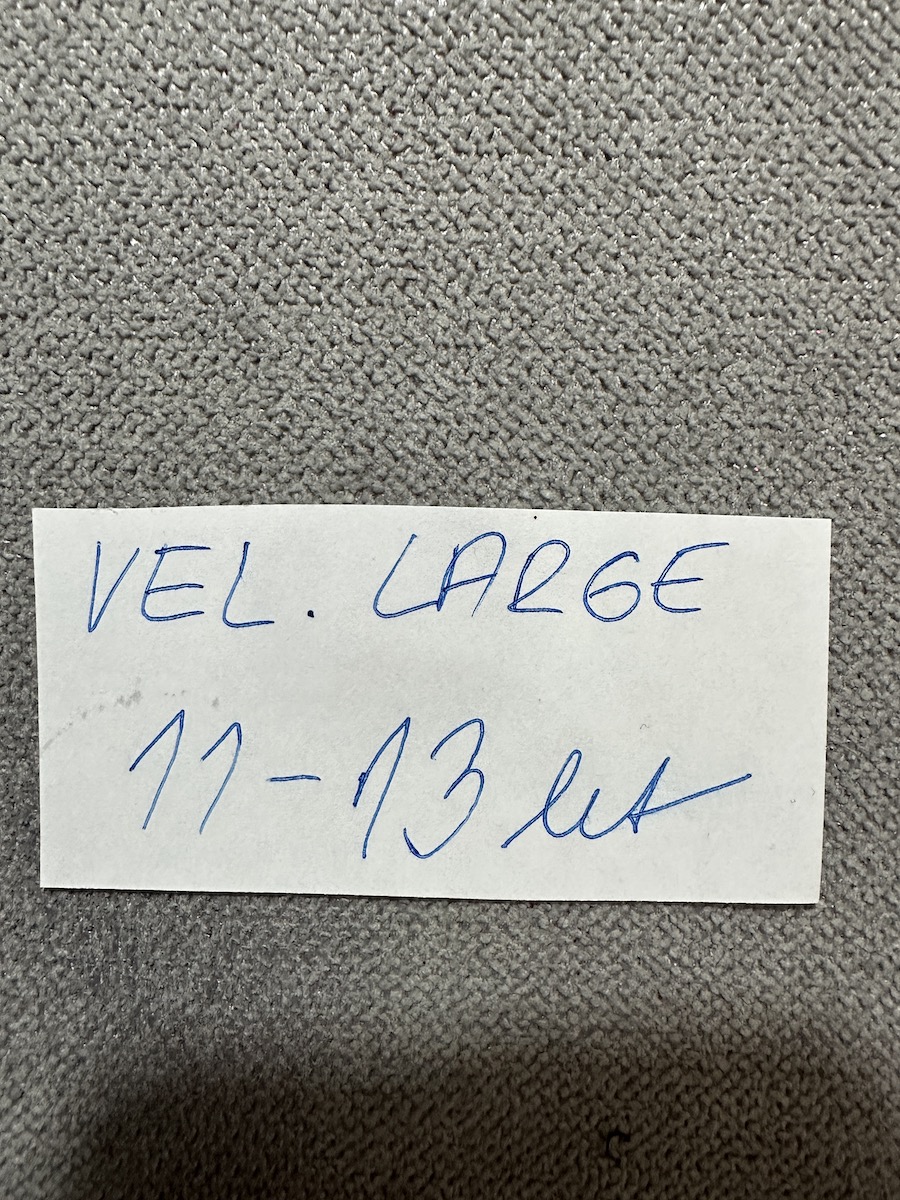 VEL. LARGE
11-13 let